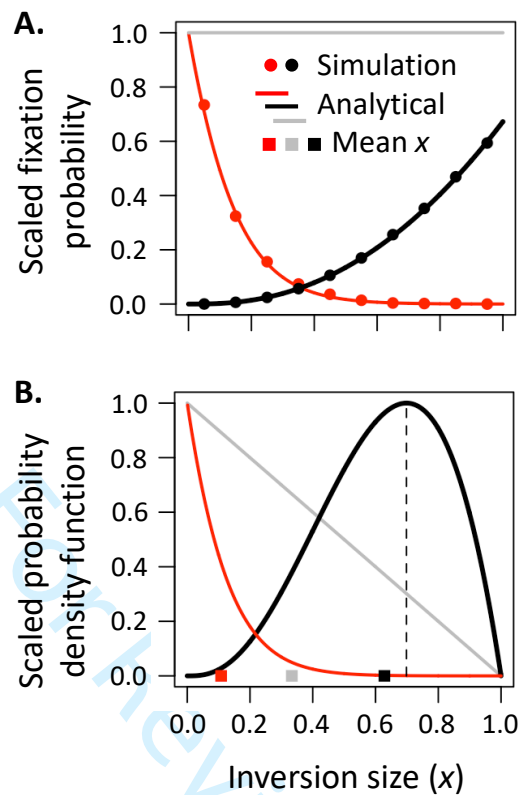 A.
Scaled fixation
probability
1.0
0.8
0.6
0.4
0.2
0.0
Simulation
Analytical
Mean x
B.
Scaled probability
density function
1.0
0.8
0.6
0.4
0.2
0.0
0.0 0.2 0.4 0.6 0.8 1.0
Inversion size (x)
For